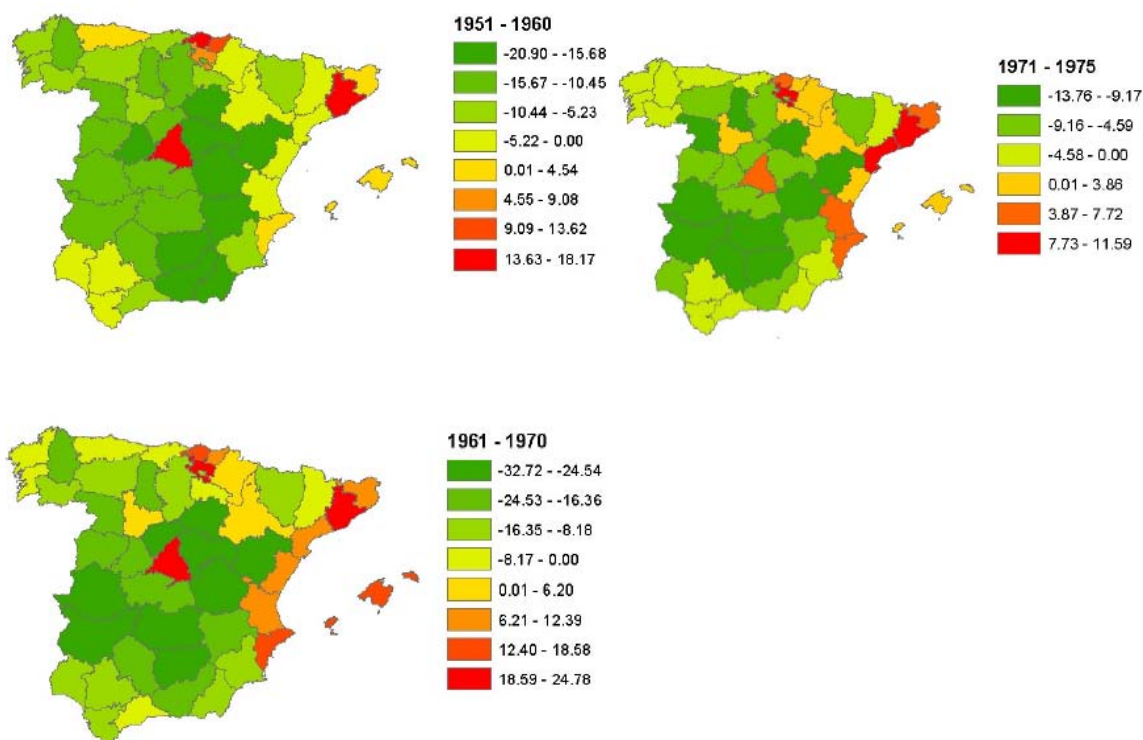 1951 - 1960
-20.90 - -15.68
-15.67 - -10.45
-10.44 - -5.23
-5.22 - 0.00
0.01 - 4.54
4.55 - 9.08
9.09 - 13.62
13.63 - 18.17
1971 - 1975
-13.76 - -9.17
-9.16 - -4.59
-4.58 - 0.00
0.01 - 3.86
3.87 - 7.72
7.73 - 11.59
1961 - 1970
-32.72 - -24.54
-24.53 - -16.36
-16.35 - -8.18
-8.17 - 0.00
0.01 - 6.20
6.21 - 12.39
12.40 - 18.58
18.59 - 24.78